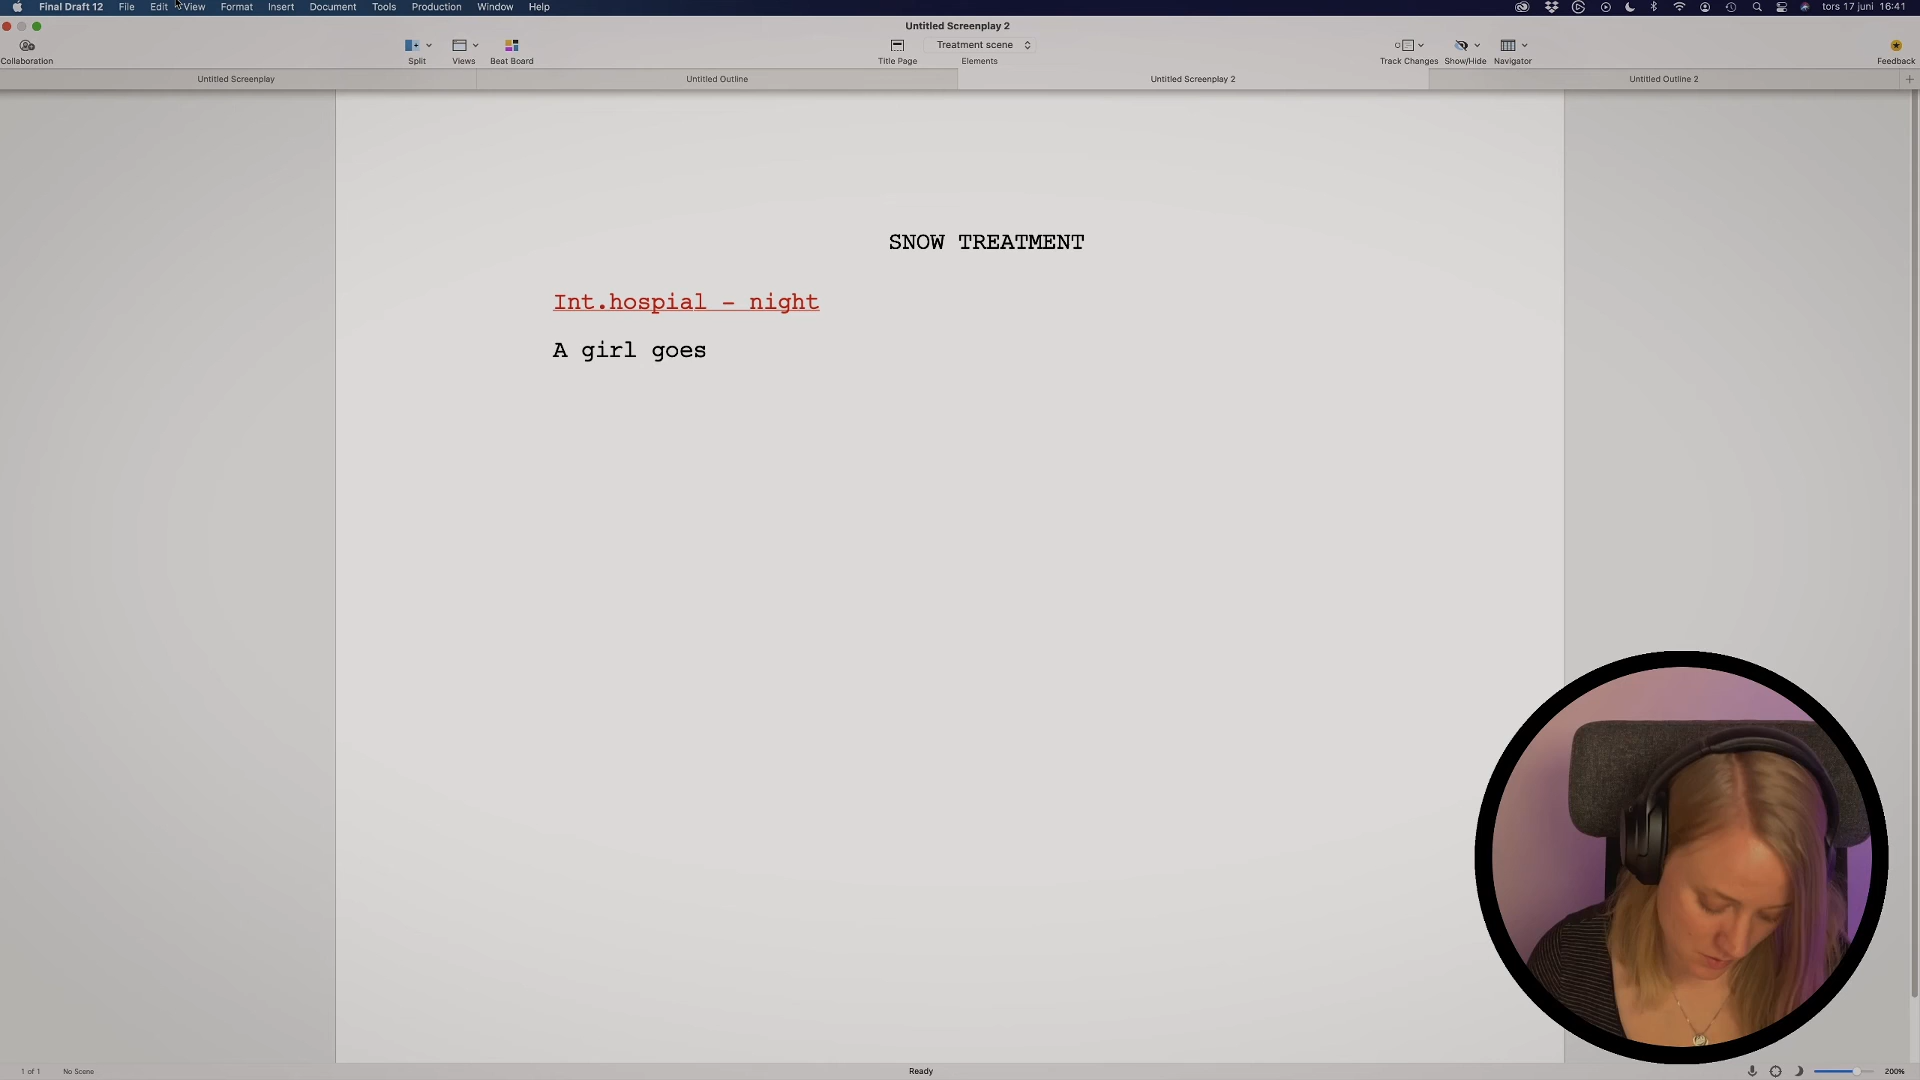 Final Draft 12 File Edit View Format Insert Document Tools Production Window Help tors 17 juni 16:41
Untitled Screenplay 2
Collaboration Split Views Beat Board Title Page Treatment scene Elements Track Changes Show/Hide Navigator Feedback
Untitled Screenplay Untitled Outline Untitled Screenplay 2 Untitled Outline 2
SNOW TREATMENT
Int.hospial - night
A girl goes
1 of 1 No Scene Ready 200%